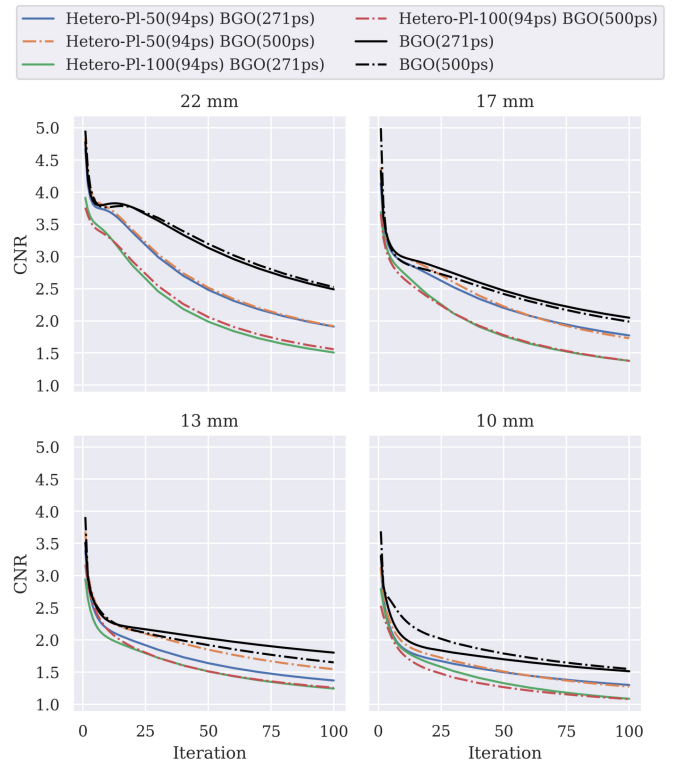 Hetero-Pl-50(94ps) BGO(271ps)
Hetero-Pl-50(94ps) BGO(500ps)
Hetero-Pl-100(94ps) BGO(271ps)
Hetero-Pl-100(94ps) BGO(500ps)
BGO(271ps)
BGO(500ps)
22 mm
17 mm
5.0
4.5
4.0
3.5
3.0
2.5
2.0
1.5
1.0
CNR
13 mm
10 mm
5.0
4.5
4.0
3.5
3.0
2.5
2.0
1.5
1.0
CNR
0 25 50 75 100
0 25 50 75 100
Iteration
Iteration